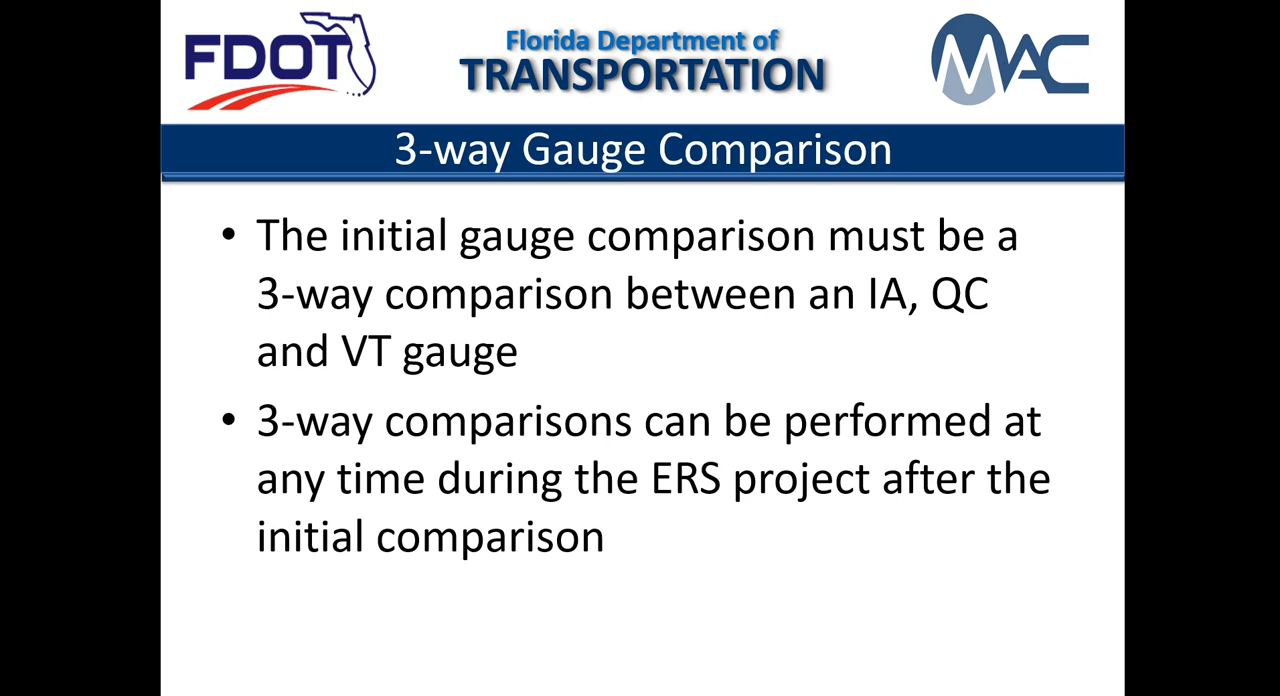 FDOT
Florida Department of
TRANSPORTATION
MAC
3-way Gauge Comparison
• The initial gauge comparison must be a
3-way comparison between an IA, QC
and VT gauge
• 3-way comparisons can be performed at
any time during the ERS project after the
initial comparison